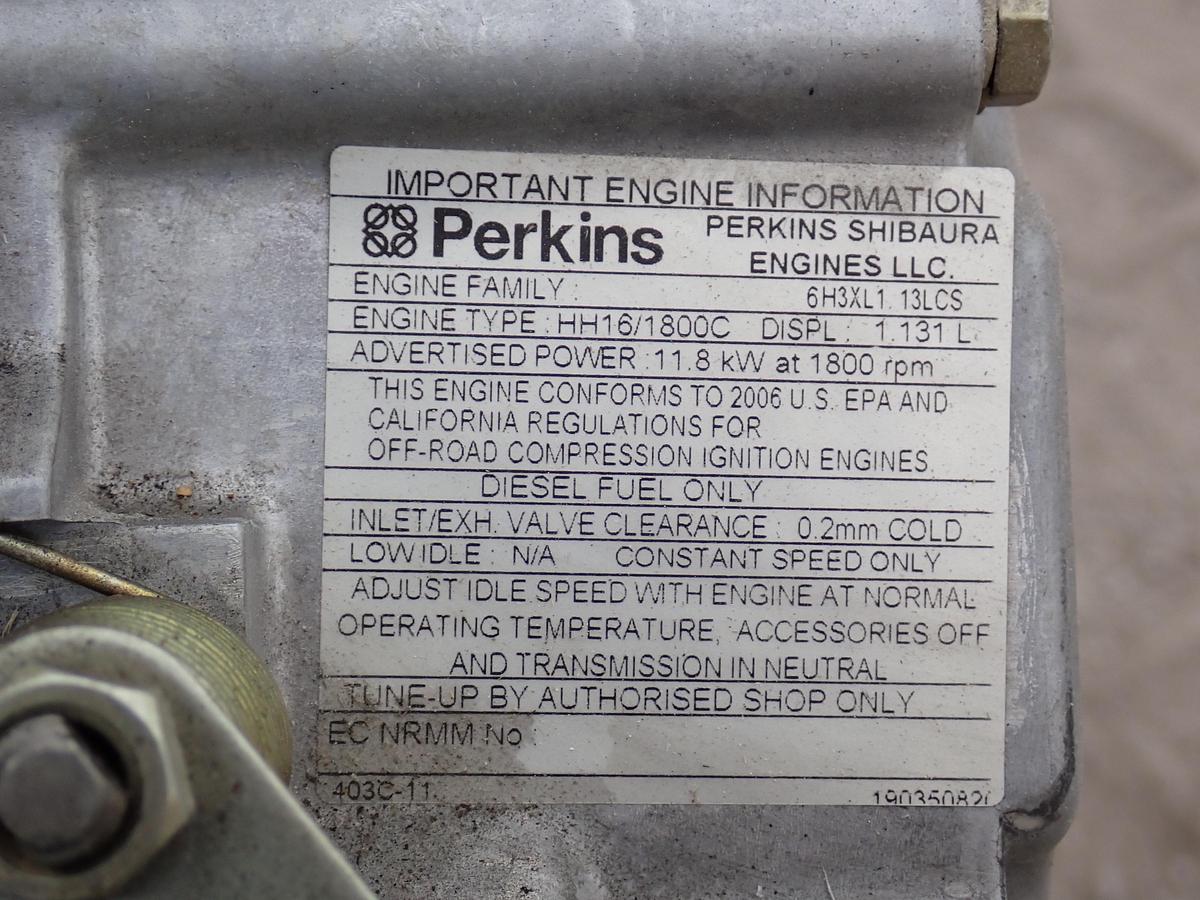 IMPORTANT ENGINE INFORMATION
Perkins PERKINS SHIBAURA
ENGINES LLC.
ENGINE FAMILY : 6H3XL1.13LCS
ENGINE TYPE : HH16/1800C DISPL : 1.131 L
ADVERTISED POWER : 11.8 kW at 1800 rpm
THIS ENGINE CONFORMS TO 2006 U.S. EPA AND
CALIFORNIA REGULATIONS FOR
OFF-ROAD COMPRESSION IGNITION ENGINES.
DIESEL FUEL ONLY
INLET/EXH. VALVE CLEARANCE : 0.2mm COLD
LOW IDLE : N/A CONSTANT SPEED ONLY
ADJUST IDLE SPEED WITH ENGINE AT NORMAL
OPERATING TEMPERATURE, ACCESSORIES OFF
AND TRANSMISSION IN NEUTRAL
TUNE-UP BY AUTHORISED SHOP ONLY
EC NRMM No :
403C-11